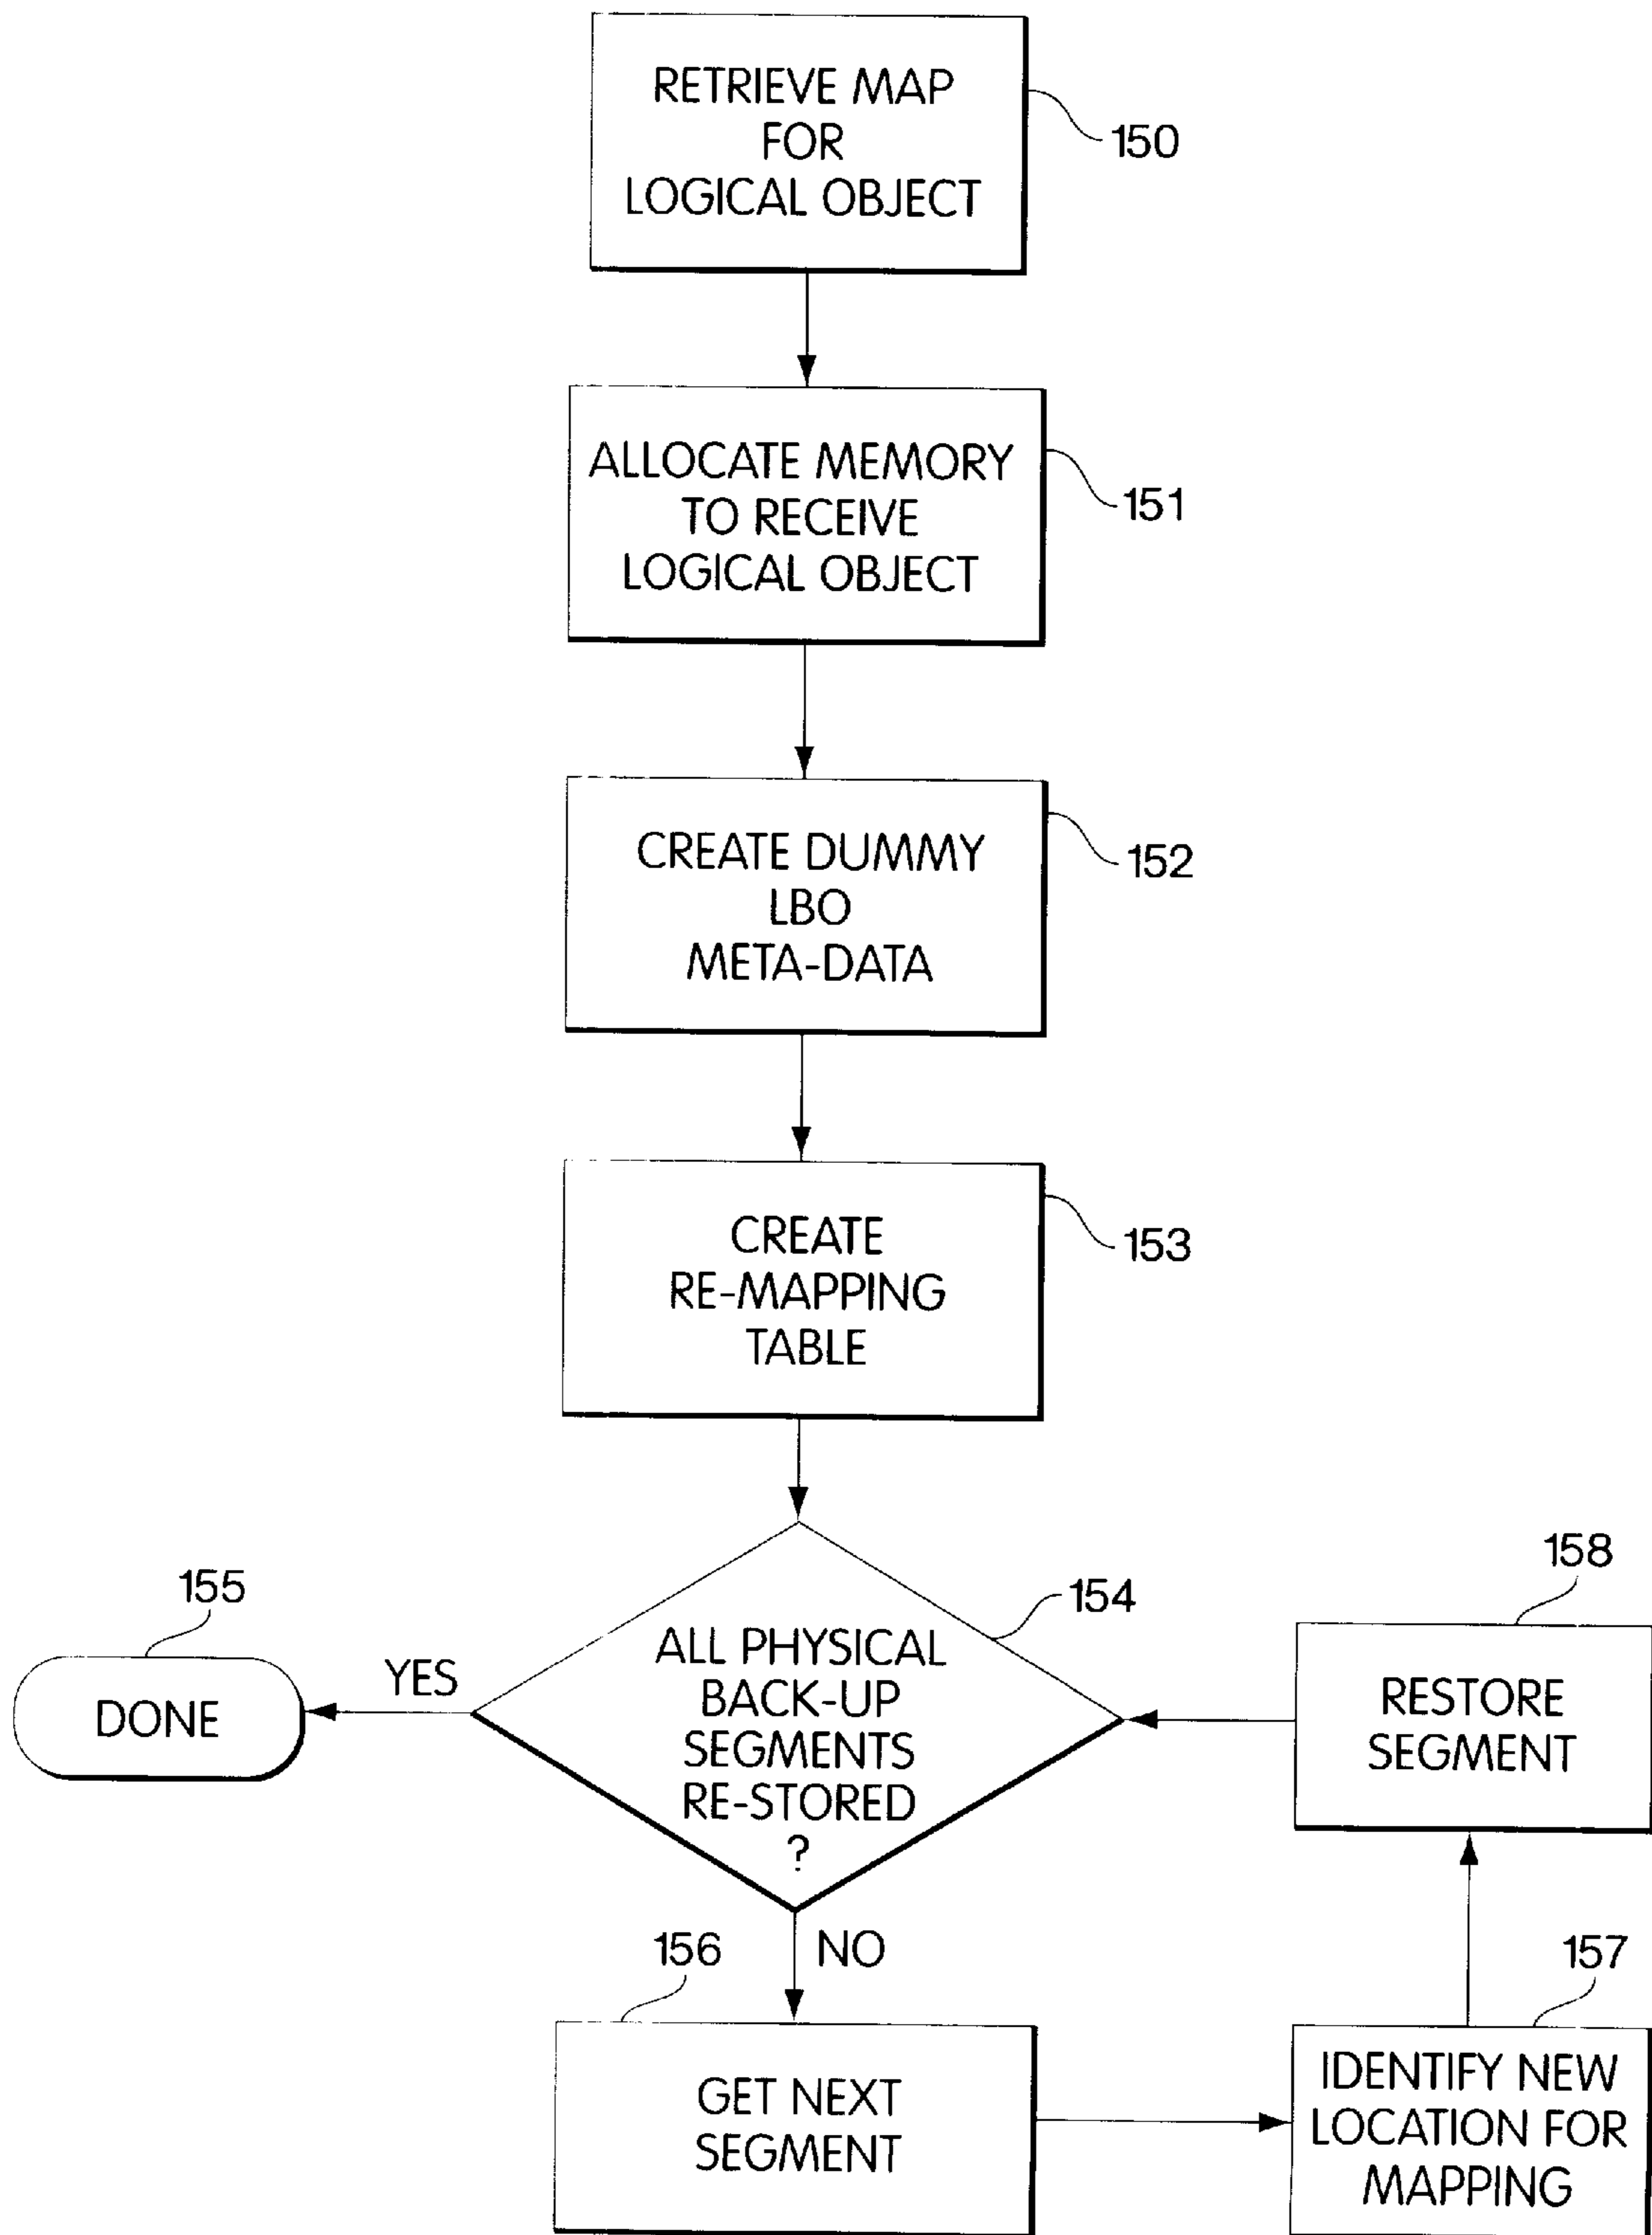 RETRIEVE MAP
FOR
LOGICAL OBJECT
150
ALLOCATE MEMORY
TO RECEIVE
LOGICAL OBJECT
151
CREATE DUMMY
LBO
META-DATA
152
CREATE
RE-MAPPING
TABLE
153
ALL PHYSICAL
BACK-UP
SEGMENTS
RE-STORED
?
154
YES
DONE
155
NO
GET NEXT
SEGMENT
156
IDENTIFY NEW
LOCATION FOR
MAPPING
157
RESTORE
SEGMENT
158